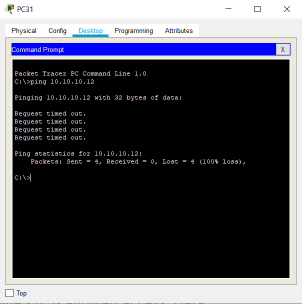 PC31
Physical Config Desktop Programming Attributes
Command Prompt
X
Packet Tracer PC Command Line 1.0
C:\>ping 10.10.10.12
Pinging 10.10.10.12 with 32 bytes of data:
Request timed out.
Request timed out.
Request timed out.
Request timed out.
Ping statistics for 10.10.10.12:
Packets: Sent = 4, Received = 0, Lost = 4 (100% loss),
C:\>
Top